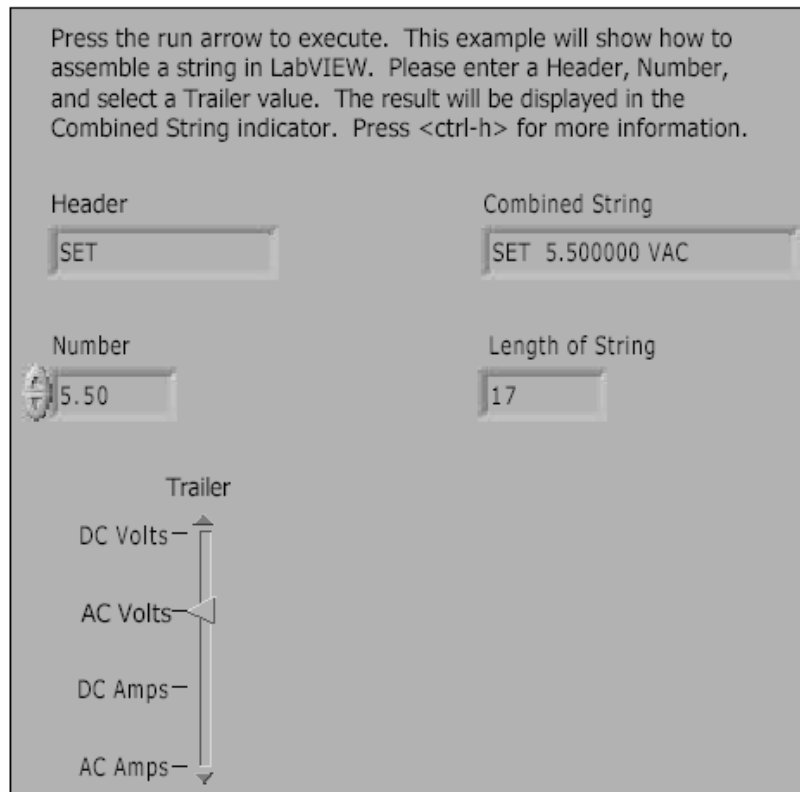 Press the run arrow to execute.  This example will show how to
assemble a string in LabVIEW.  Please enter a Header, Number,
and select a Trailer value.  The result will be displayed in the
Combined String indicator.  Press <ctrl-h> for more information.
Header
SET
Combined String
SET  5.500000 VAC
Number
5.50
Length of String
17
Trailer
DC Volts
AC Volts
DC Amps
AC Amps